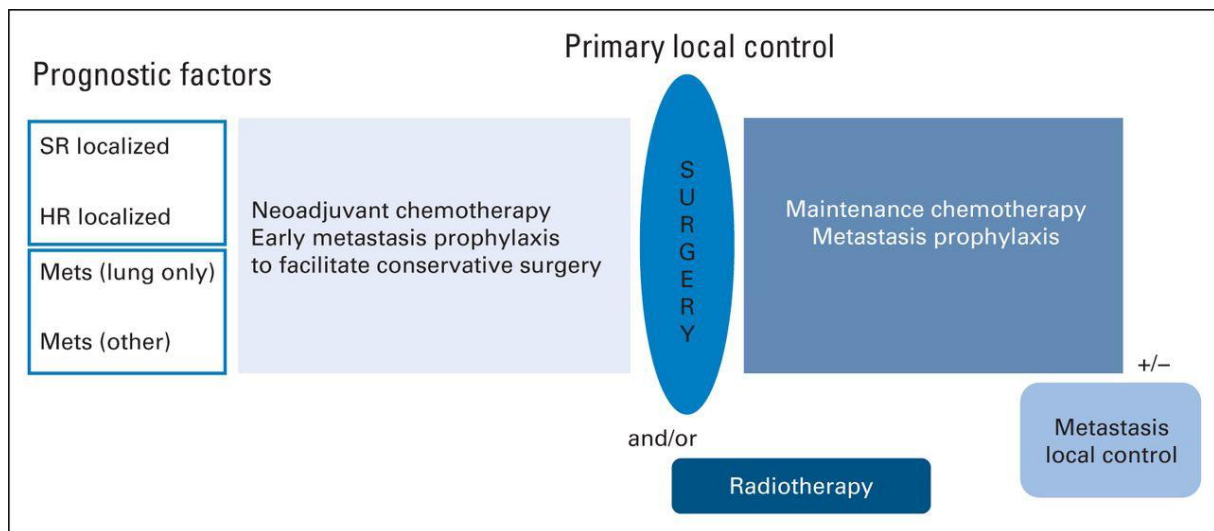 Primary local control
Prognostic factors
SR localized
HR localized
Mets (lung only)
Mets (other)
Neoadjuvant chemotherapy
Early metastasis prophylaxis
to facilitate conservative surgery
SURGERY
Maintenance chemotherapy
Metastasis prophylaxis
and/or
Radiotherapy
+/–
Metastasis
local control